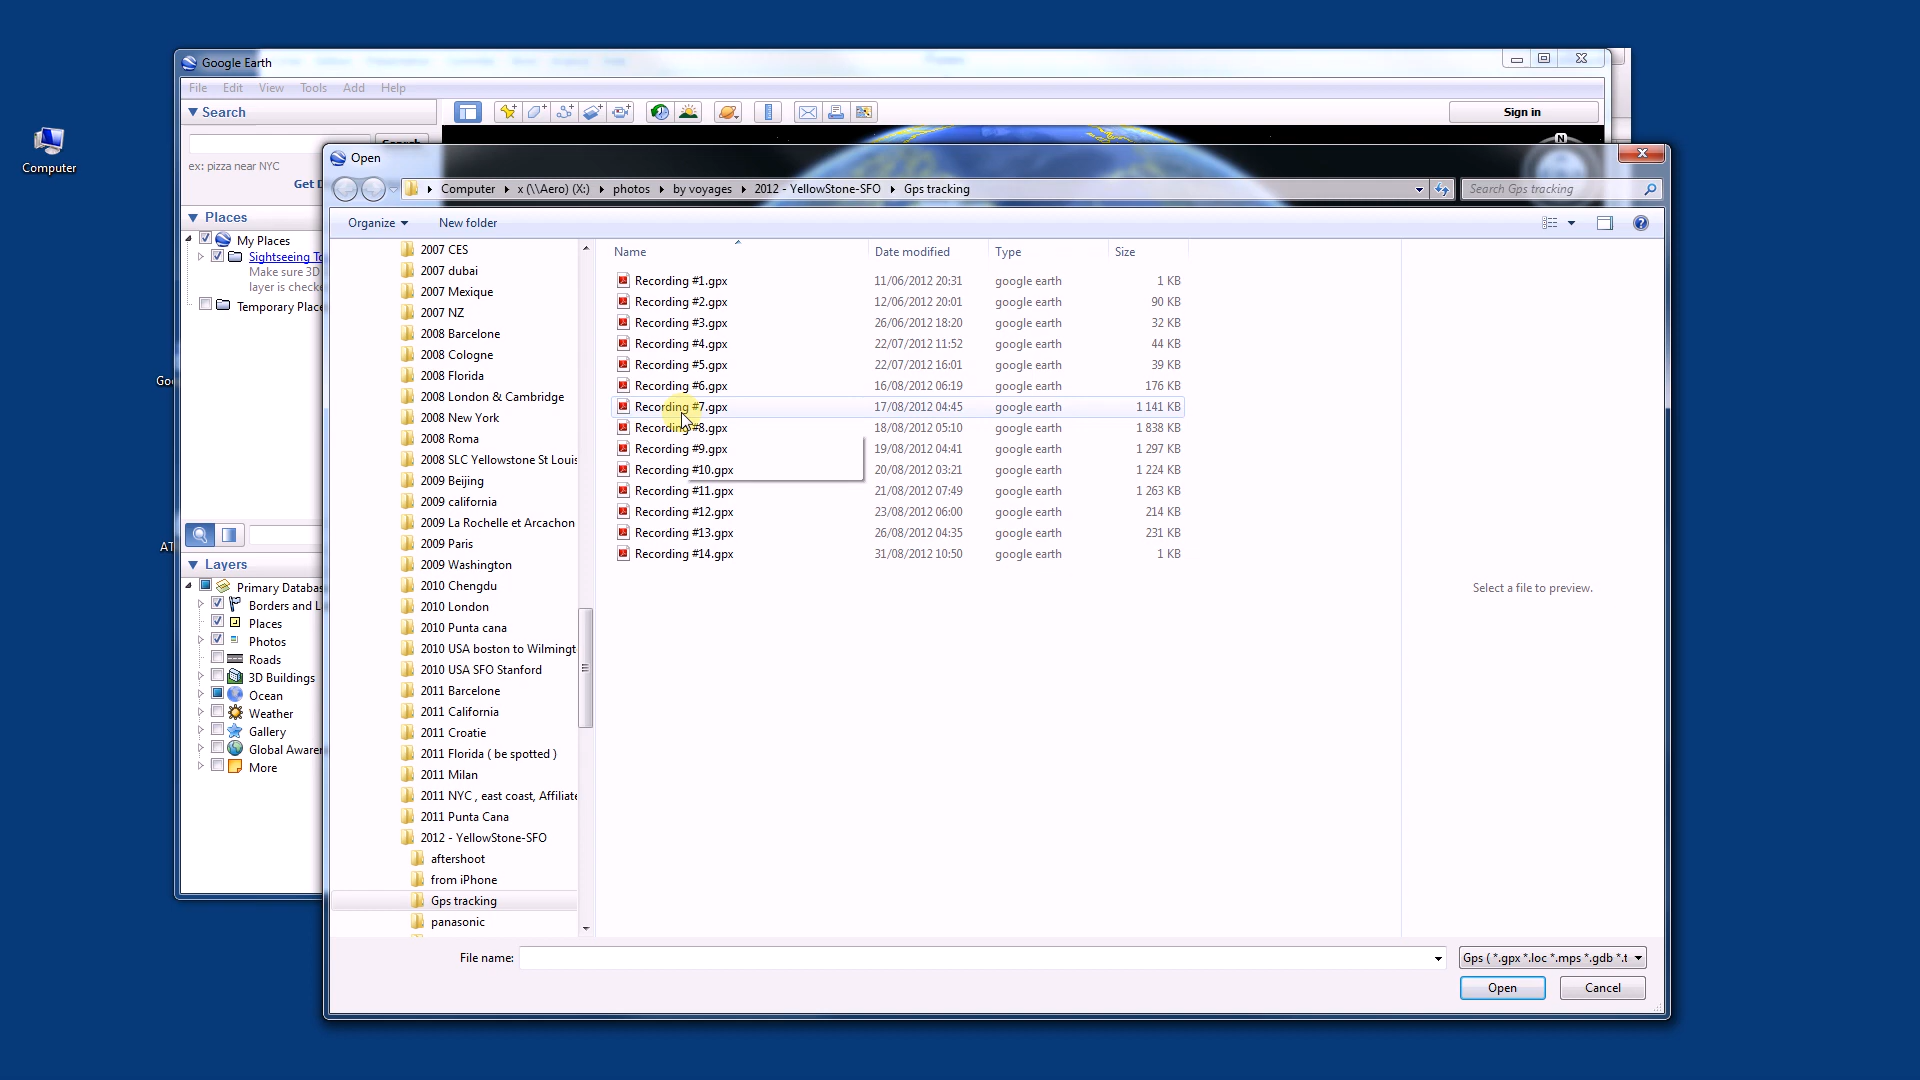 Google Earth
File Edit View Tools Add Help
Search
Sign in
Search
ex: pizza near NYC
Get
Computer
Places
My Places
Sightseeing
Make sure 3D
layer is
Temporary
Layers
Primary
Borders and
Places
Photos
Roads
3D Buildings
Ocean
Weather
Gallery
Global
More
N
Open
Computer x (\\Aero) (X:) photos by voyages 2012 - YellowStone-SFO Gps tracking
Search Gps tracking
Organize New folder
2007 CES
2007 dubai
2007 Mexique
2007 NZ
2008 Barcelone
2008 Cologne
2008 Florida
2008 London & Cambridge
2008 New York
2008 Roma
2008 SLC Yellowstone St Louis
2009 Beijing
2009 california
2009 La Rochelle et Arcachon
2009 Paris
2009 Washington
2010 Chengdu
2010 London
2010 Punta cana
2010 USA boston to Wilmingt
2010 USA SFO Stanford
2011 Barcelone
2011 California
2011 Croatie
2011 Florida ( be spotted )
2011 Milan
2011 NYC , east coast, Affiliate
2011 Punta Cana
2012 - YellowStone-SFO
aftershoot
from iPhone
Gps tracking
panasonic
Name Date modified Type Size
Recording #1.gpx 11/06/2012 20:31 google earth 1 KB
Recording #2.gpx 12/06/2012 20:01 google earth 90 KB
Recording #3.gpx 26/06/2012 18:20 google earth 32 KB
Recording #4.gpx 22/07/2012 11:52 google earth 44 KB
Recording #5.gpx 22/07/2012 16:01 google earth 39 KB
Recording #6.gpx 16/08/2012 06:19 google earth 176 KB
Recording #7.gpx 17/08/2012 04:45 google earth 1 141 KB
Recording #8.gpx 18/08/2012 05:10 google earth 1 838 KB
Recording #9.gpx 19/08/2012 04:41 google earth 1 297 KB
Recording #10.gpx 20/08/2012 03:21 google earth 1 224 KB
Recording #11.gpx 21/08/2012 07:49 google earth 1 263 KB
Recording #12.gpx 23/08/2012 06:00 google earth 214 KB
Recording #13.gpx 26/08/2012 04:35 google earth 231 KB
Recording #14.gpx 31/08/2012 10:50 google earth 1 KB
Select a file to preview.
File name:
Gps ( *.gpx *.loc *.mps *.gdb *.t
Open Cancel